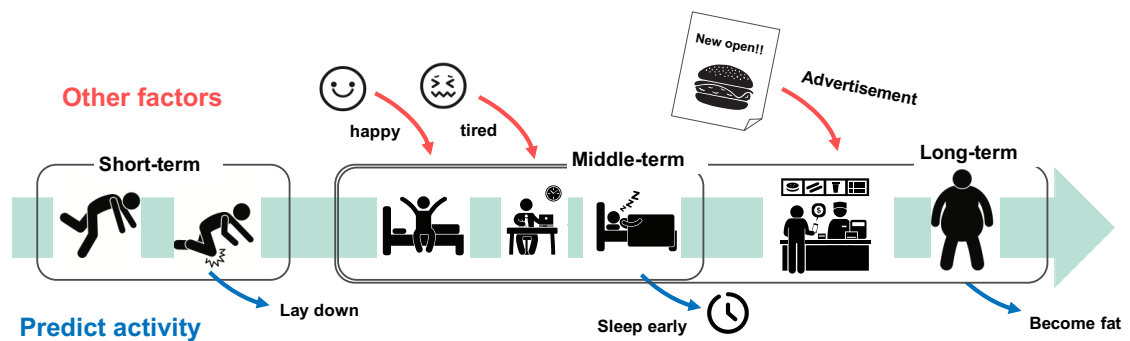 New open!!
Other factors
Advertisement
happy
tired
Short-term
Middle-term
Long-term
Lay down
Sleep early
Become fat
Predict activity